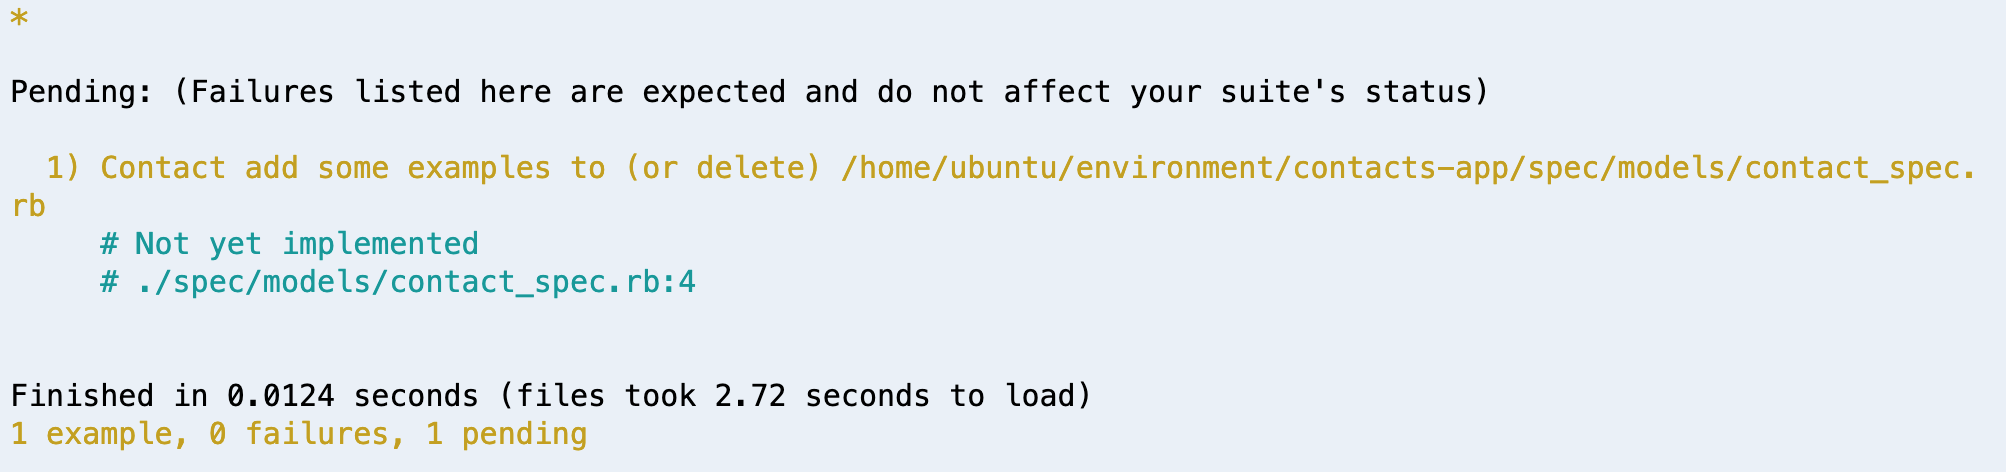 *
Pending: (Failures listed here are expected and do not affect your suite's status)
1) Contact add some examples to (or delete) /home/ubuntu/environment/contacts-app/spec/models/contact_spec.
rb
# Not yet implemented
# ./spec/models/contact_spec.rb:4
Finished in 0.0124 seconds (files took 2.72 seconds to load)
1 example, 0 failures, 1 pending